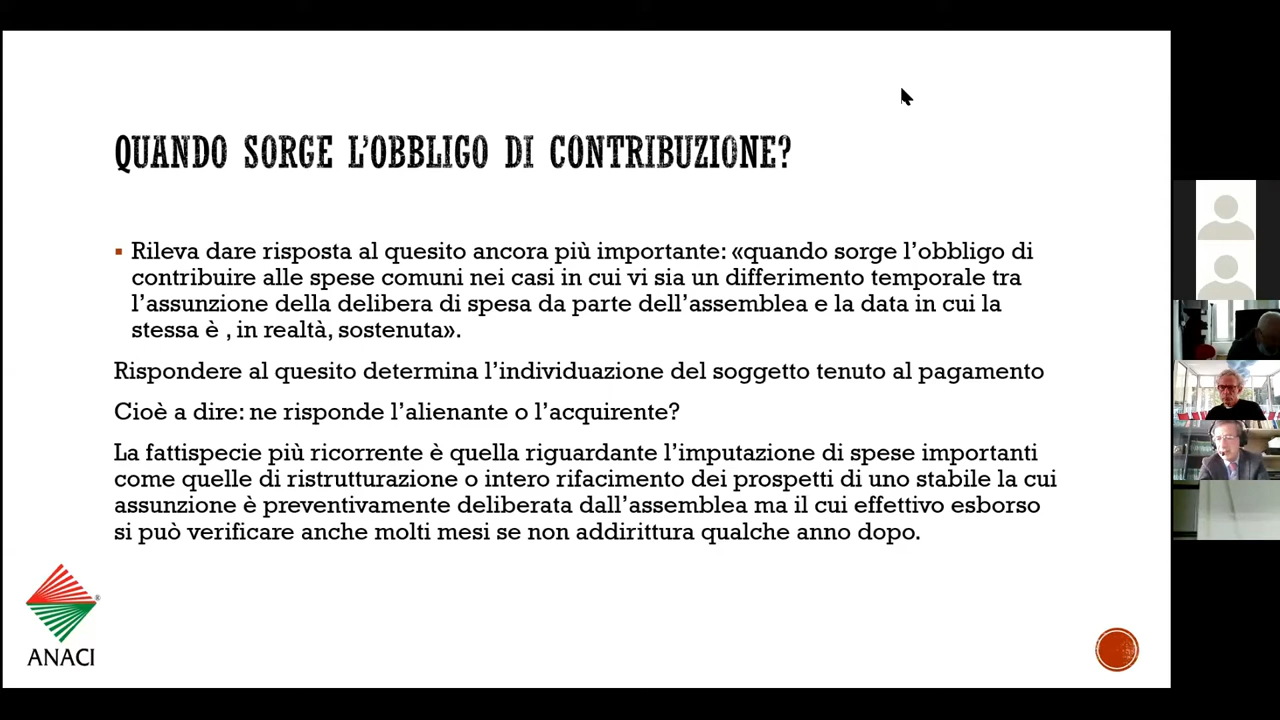 QUANDO SORGE L'OBBLIGO DI CONTRIBUZIONE?
▪ Rileva dare risposta al quesito ancora più importante: «quando sorge l'obbligo di
contribuire alle spese comuni nei casi in cui vi sia un differimento temporale tra
l'assunzione della delibera di spesa da parte dell'assemblea e la data in cui la
stessa è , in realtà, sostenuta».
Rispondere al quesito determina l'individuazione del soggetto tenuto al pagamento
Cioè a dire: ne risponde l'alienante o l'acquirente?
La fattispecie più ricorrente è quella riguardante l'imputazione di spese importanti
come quelle di ristrutturazione o intero rifacimento dei prospetti di uno stabile la cui
assunzione è preventivamente deliberata dall'assemblea ma il cui effettivo esborso
si può verificare anche molti mesi se non addirittura qualche anno dopo.
®
ANACI